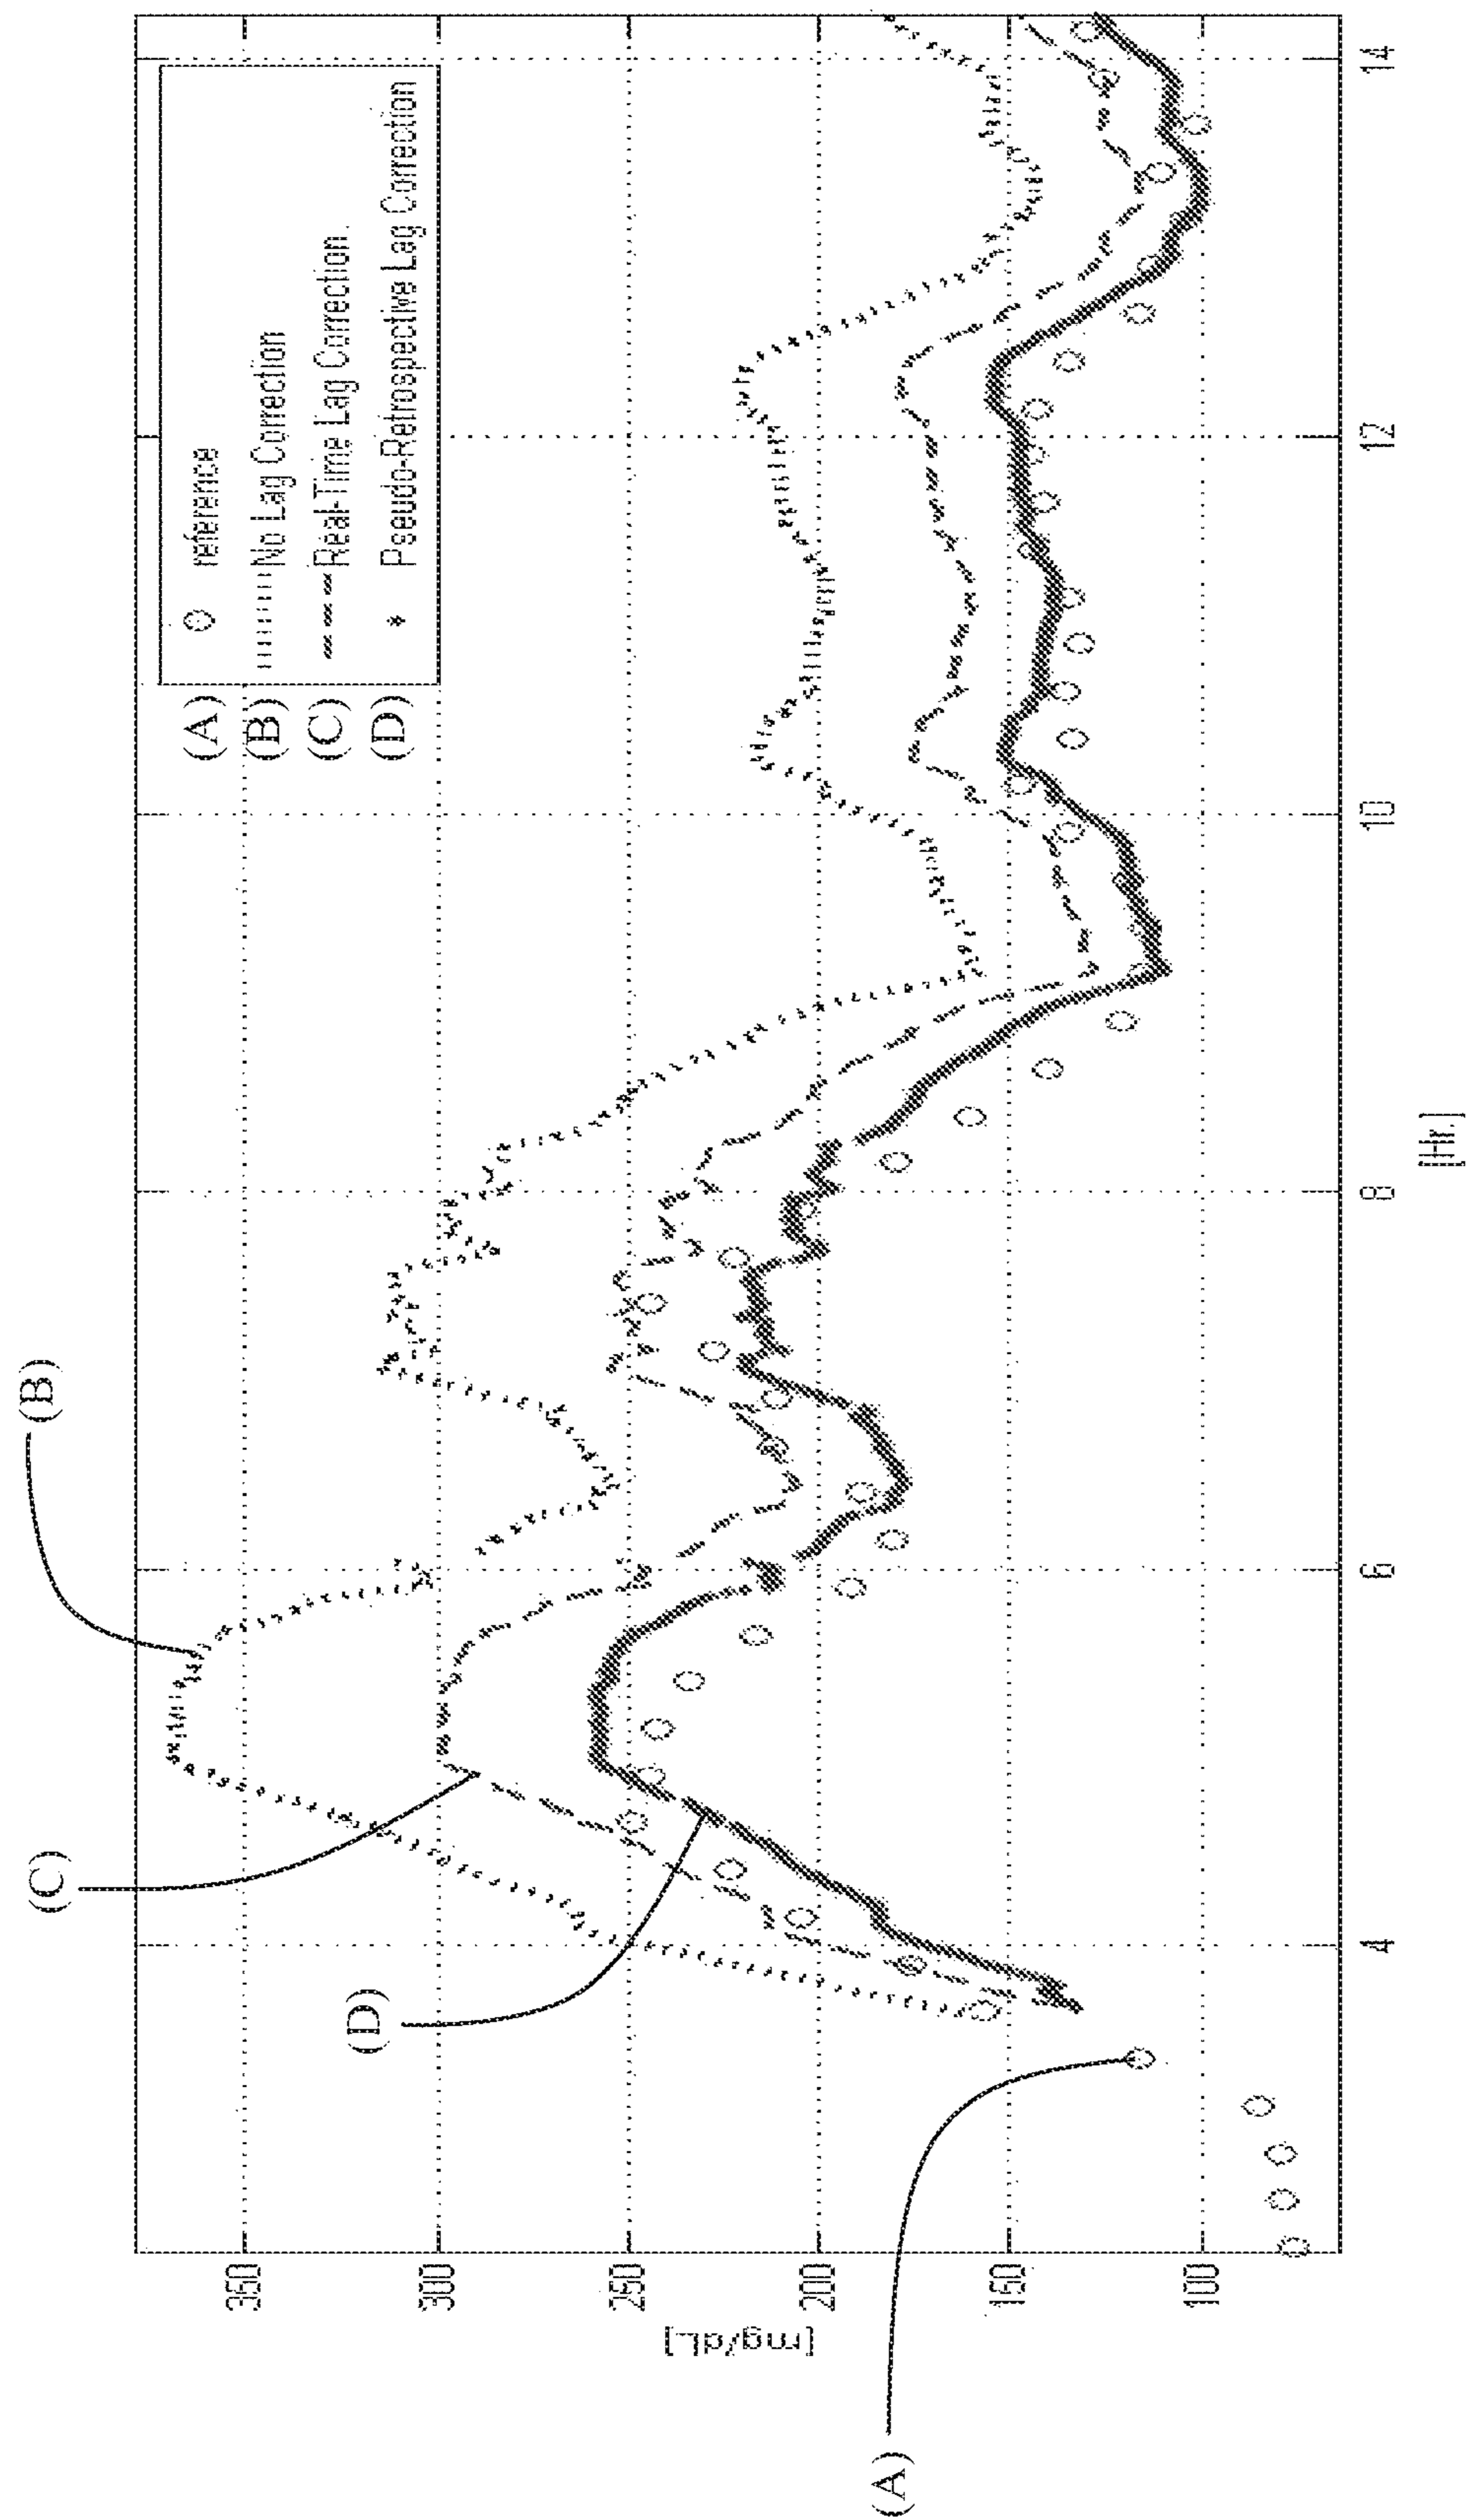 (B)
(C)
(D)
(A)
(A) reference
(B) No Lag Correction
(C) Real-Time Lag Correction.
(D) * Pseudo-Retrospective Lag Correction
[mg/dL]
350
300
250
200
150
100
4
6
8
10
12
14
[Hr.]